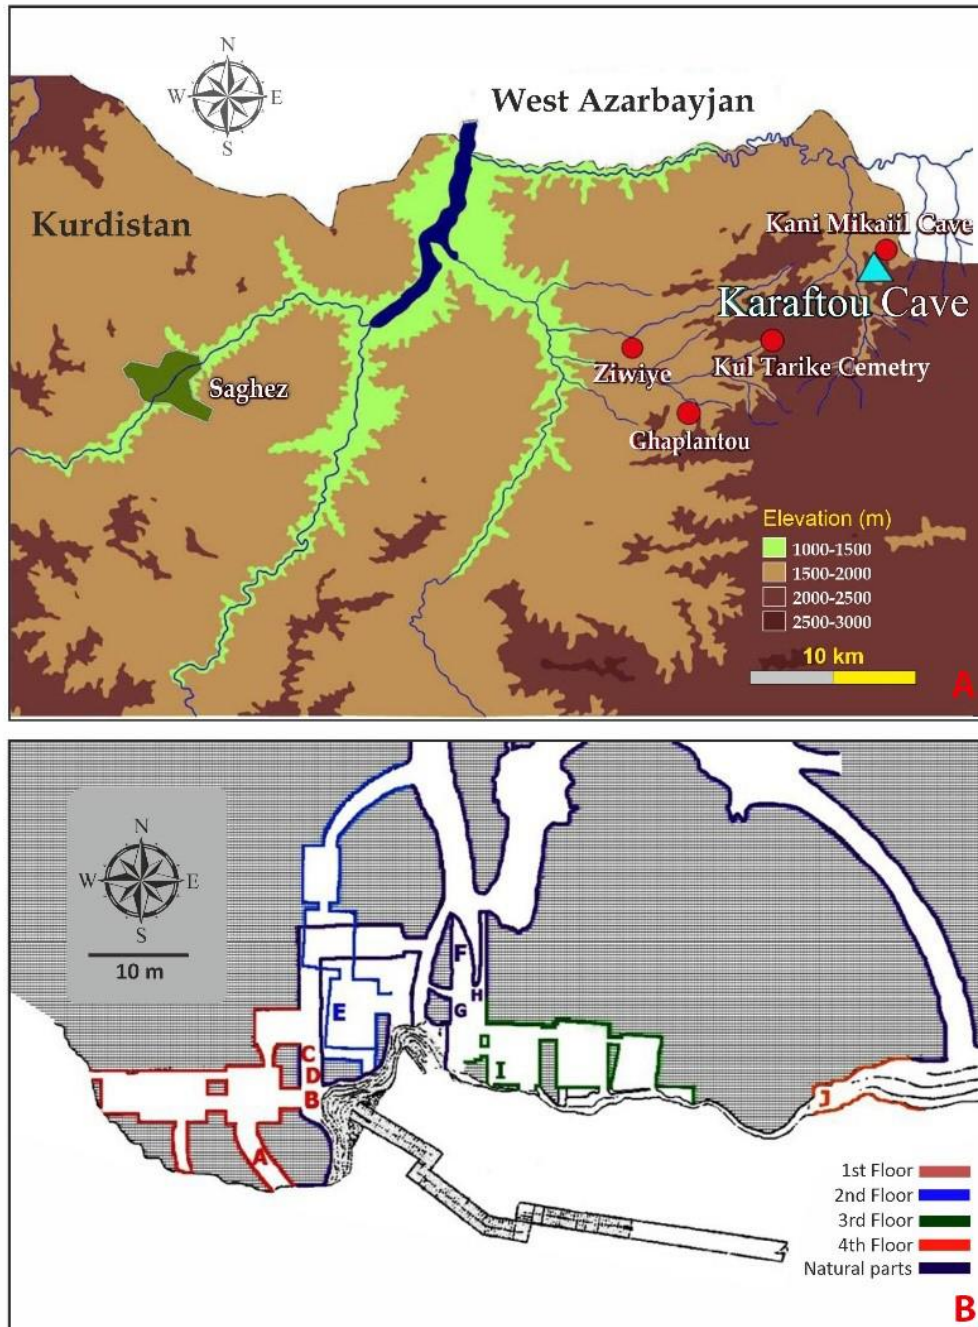 N
W E
S
West Azarbayjan
Kurdistan
Kani Mikaiil Cave
Karaftou Cave
Saghez
Ziwiye
Kul Tarike Cemetry
Ghaplantou
Elevation (m)
1000-1500
1500-2000
2000-2500
2500-3000
10 km
A
N
W E
S
10 m
F
H
E
G
C
D
I
B
J
A
1st Floor
2nd Floor
3rd Floor
4th Floor
Natural parts
B